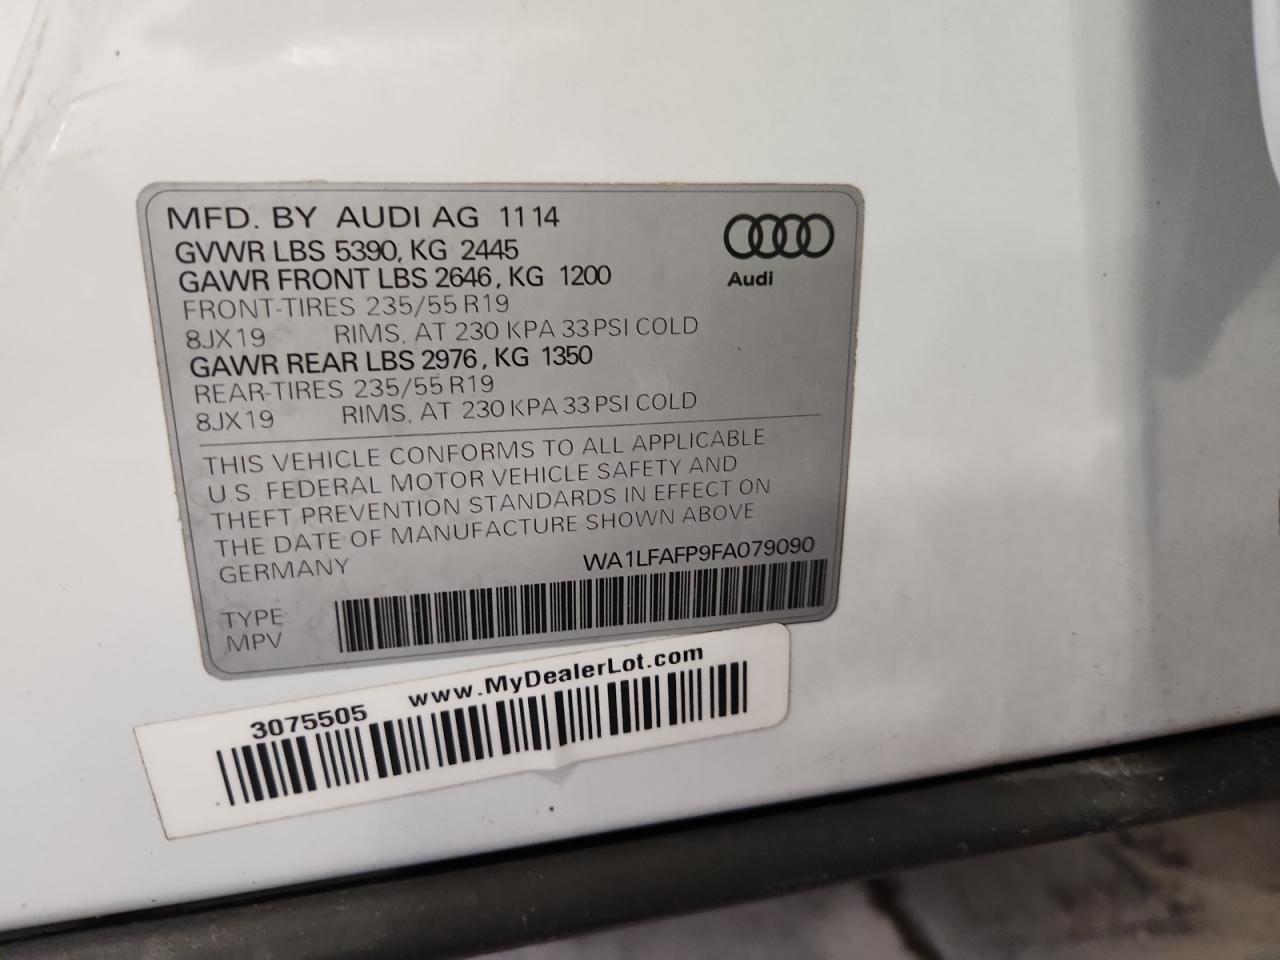 MFD. BY AUDI AG 11 14
GVWR LBS 5390, KG 2445
GAWR FRONT LBS 2646, KG 1200
FRONT-TIRES 235/55 R19
8JX19 RIMS, AT 230 KPA 33 PSI COLD
GAWR REAR LBS 2976, KG 1350
REAR-TIRES 235/55 R19
8JX19 RIMS, AT 230 KPA 33 PSI COLD
Audi
THIS VEHICLE CONFORMS TO ALL APPLICABLE
U.S. FEDERAL MOTOR VEHICLE SAFETY AND
THEFT PREVENTION STANDARDS IN EFFECT ON
THE DATE OF MANUFACTURE SHOWN ABOVE
GERMANY WA1LFAFP9FA079090
TYPE:
MPV
3075505 www.MyDealerLot.com